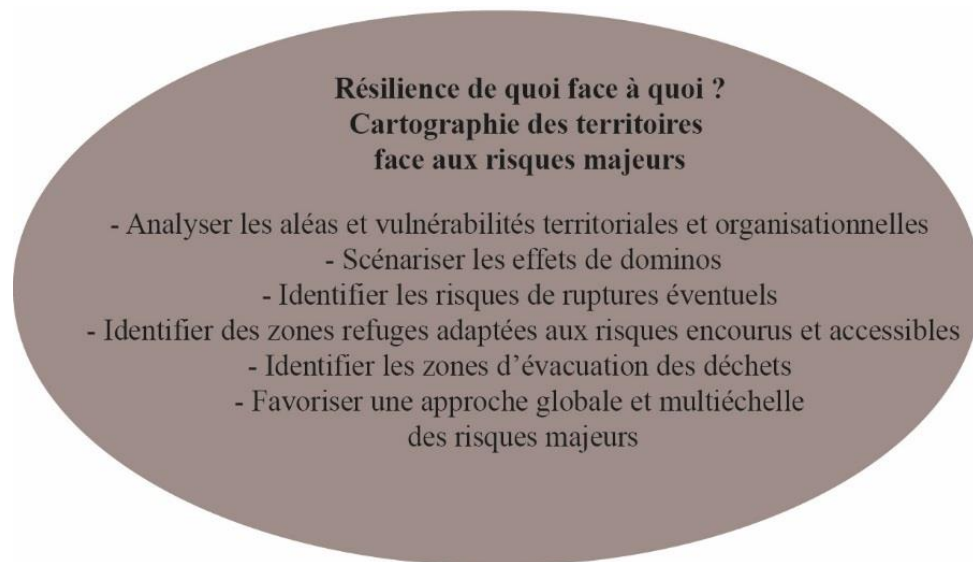 Résilience de quoi face à quoi ?
Cartographie des territoires
face aux risques majeurs
- Analyser les aléas et vulnérabilités territoriales et organisationnelles
- Scénariser les effets de dominos
- Identifier les risques de ruptures éventuels
- Identifier des zones refuges adaptées aux risques encourus et accessibles
- Identifier les zones d’évacuation des déchets
- Favoriser une approche globale et multiéchelle
des risques majeurs